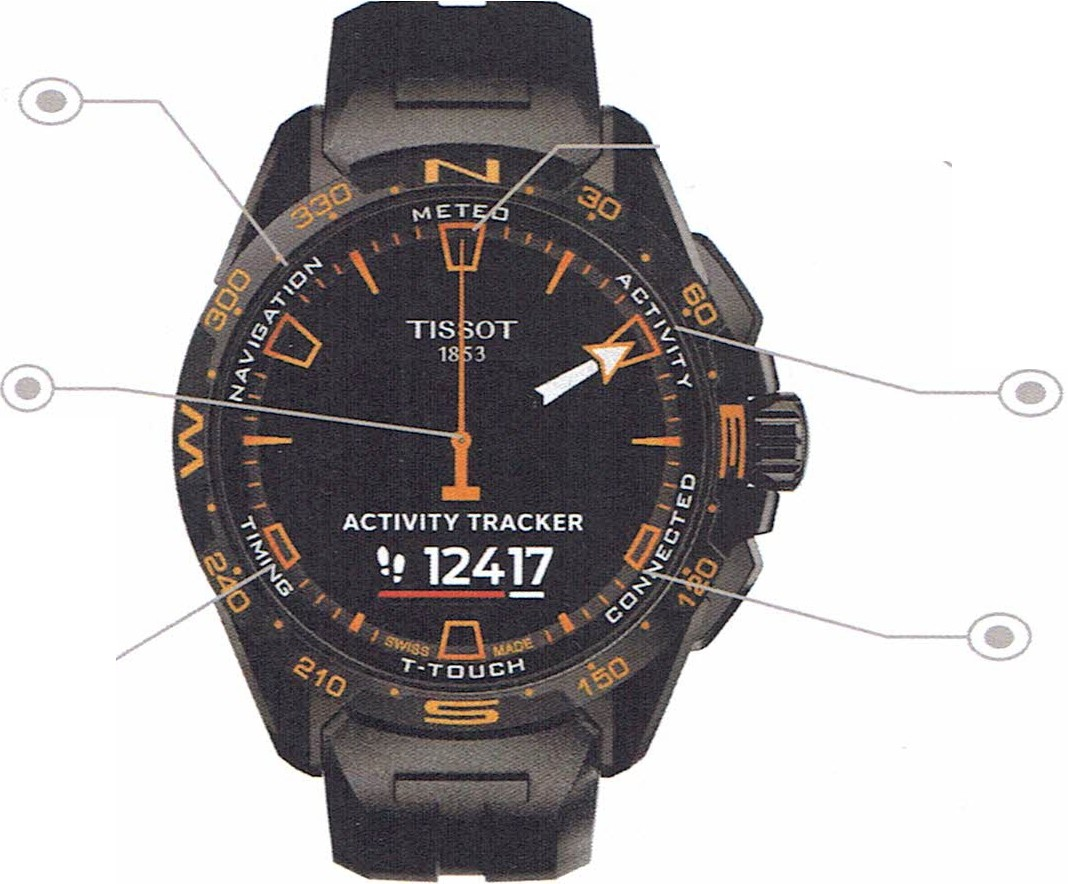 N
330
30
METEO
300
NAVIGATION
ACTIVITY
60
TISSOT
1853
W
E
ACTIVITY TRACKER
12417
TIMING
CONNECTED
240
120
SWISS MADE
T-TOUCH
210
150
S